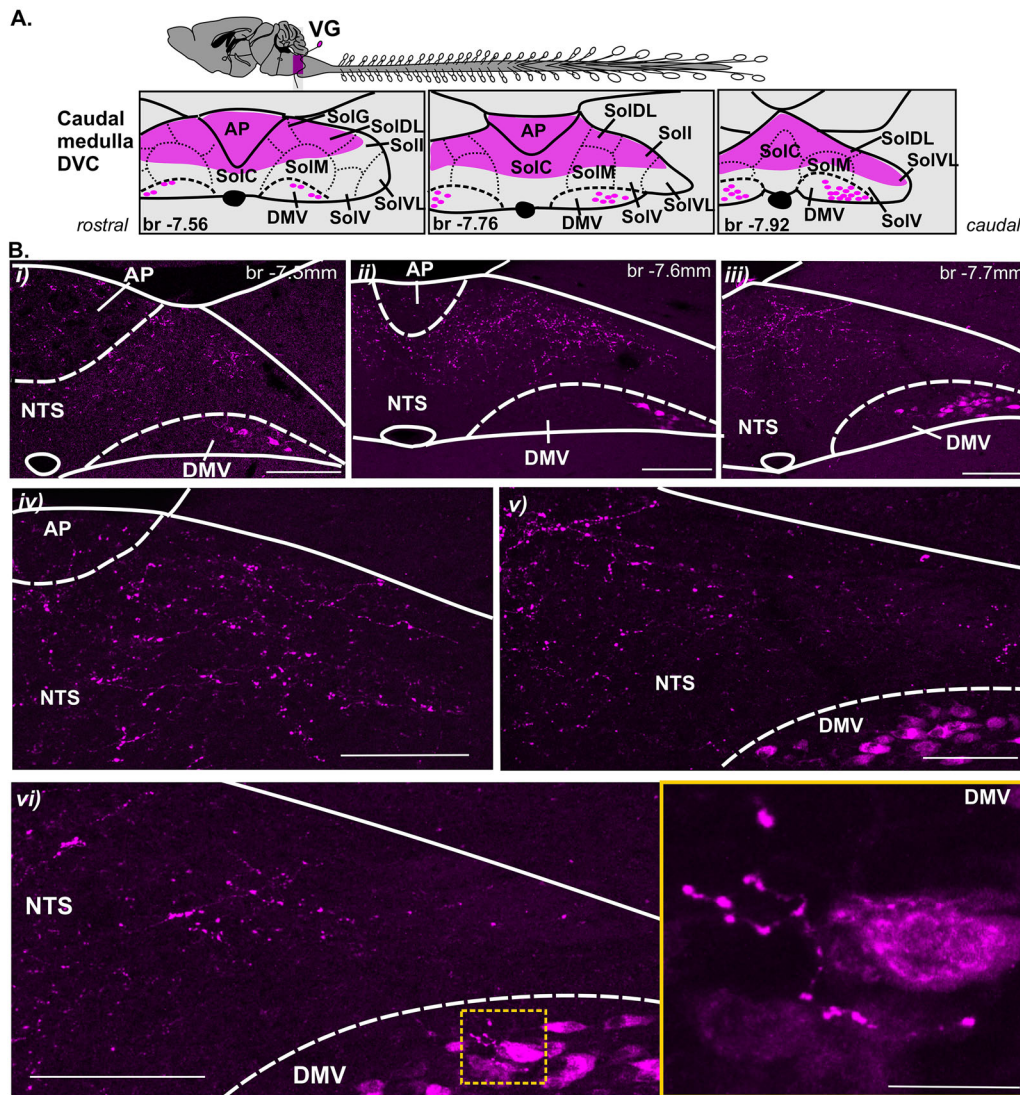 A.
VG
Caudal
medulla
DVC
rostral
AP
SolG
SolDL
SolI
SolC
SolM
DMV
SolV
SolVL
br -7.56
AP
SolDL
SolI
SolC
SolM
DMV
SolV
SolVL
br -7.76
SolDL
SolC
SolM
SolVL
DMV
SolV
br -7.92
caudal
B.
i)
AP
br -7.5mm
NTS
DMV
ii)
AP
br -7.6mm
NTS
DMV
iii)
br -7.7mm
NTS
DMV
iv)
AP
NTS
v)
NTS
DMV
vi)
NTS
DMV
DMV